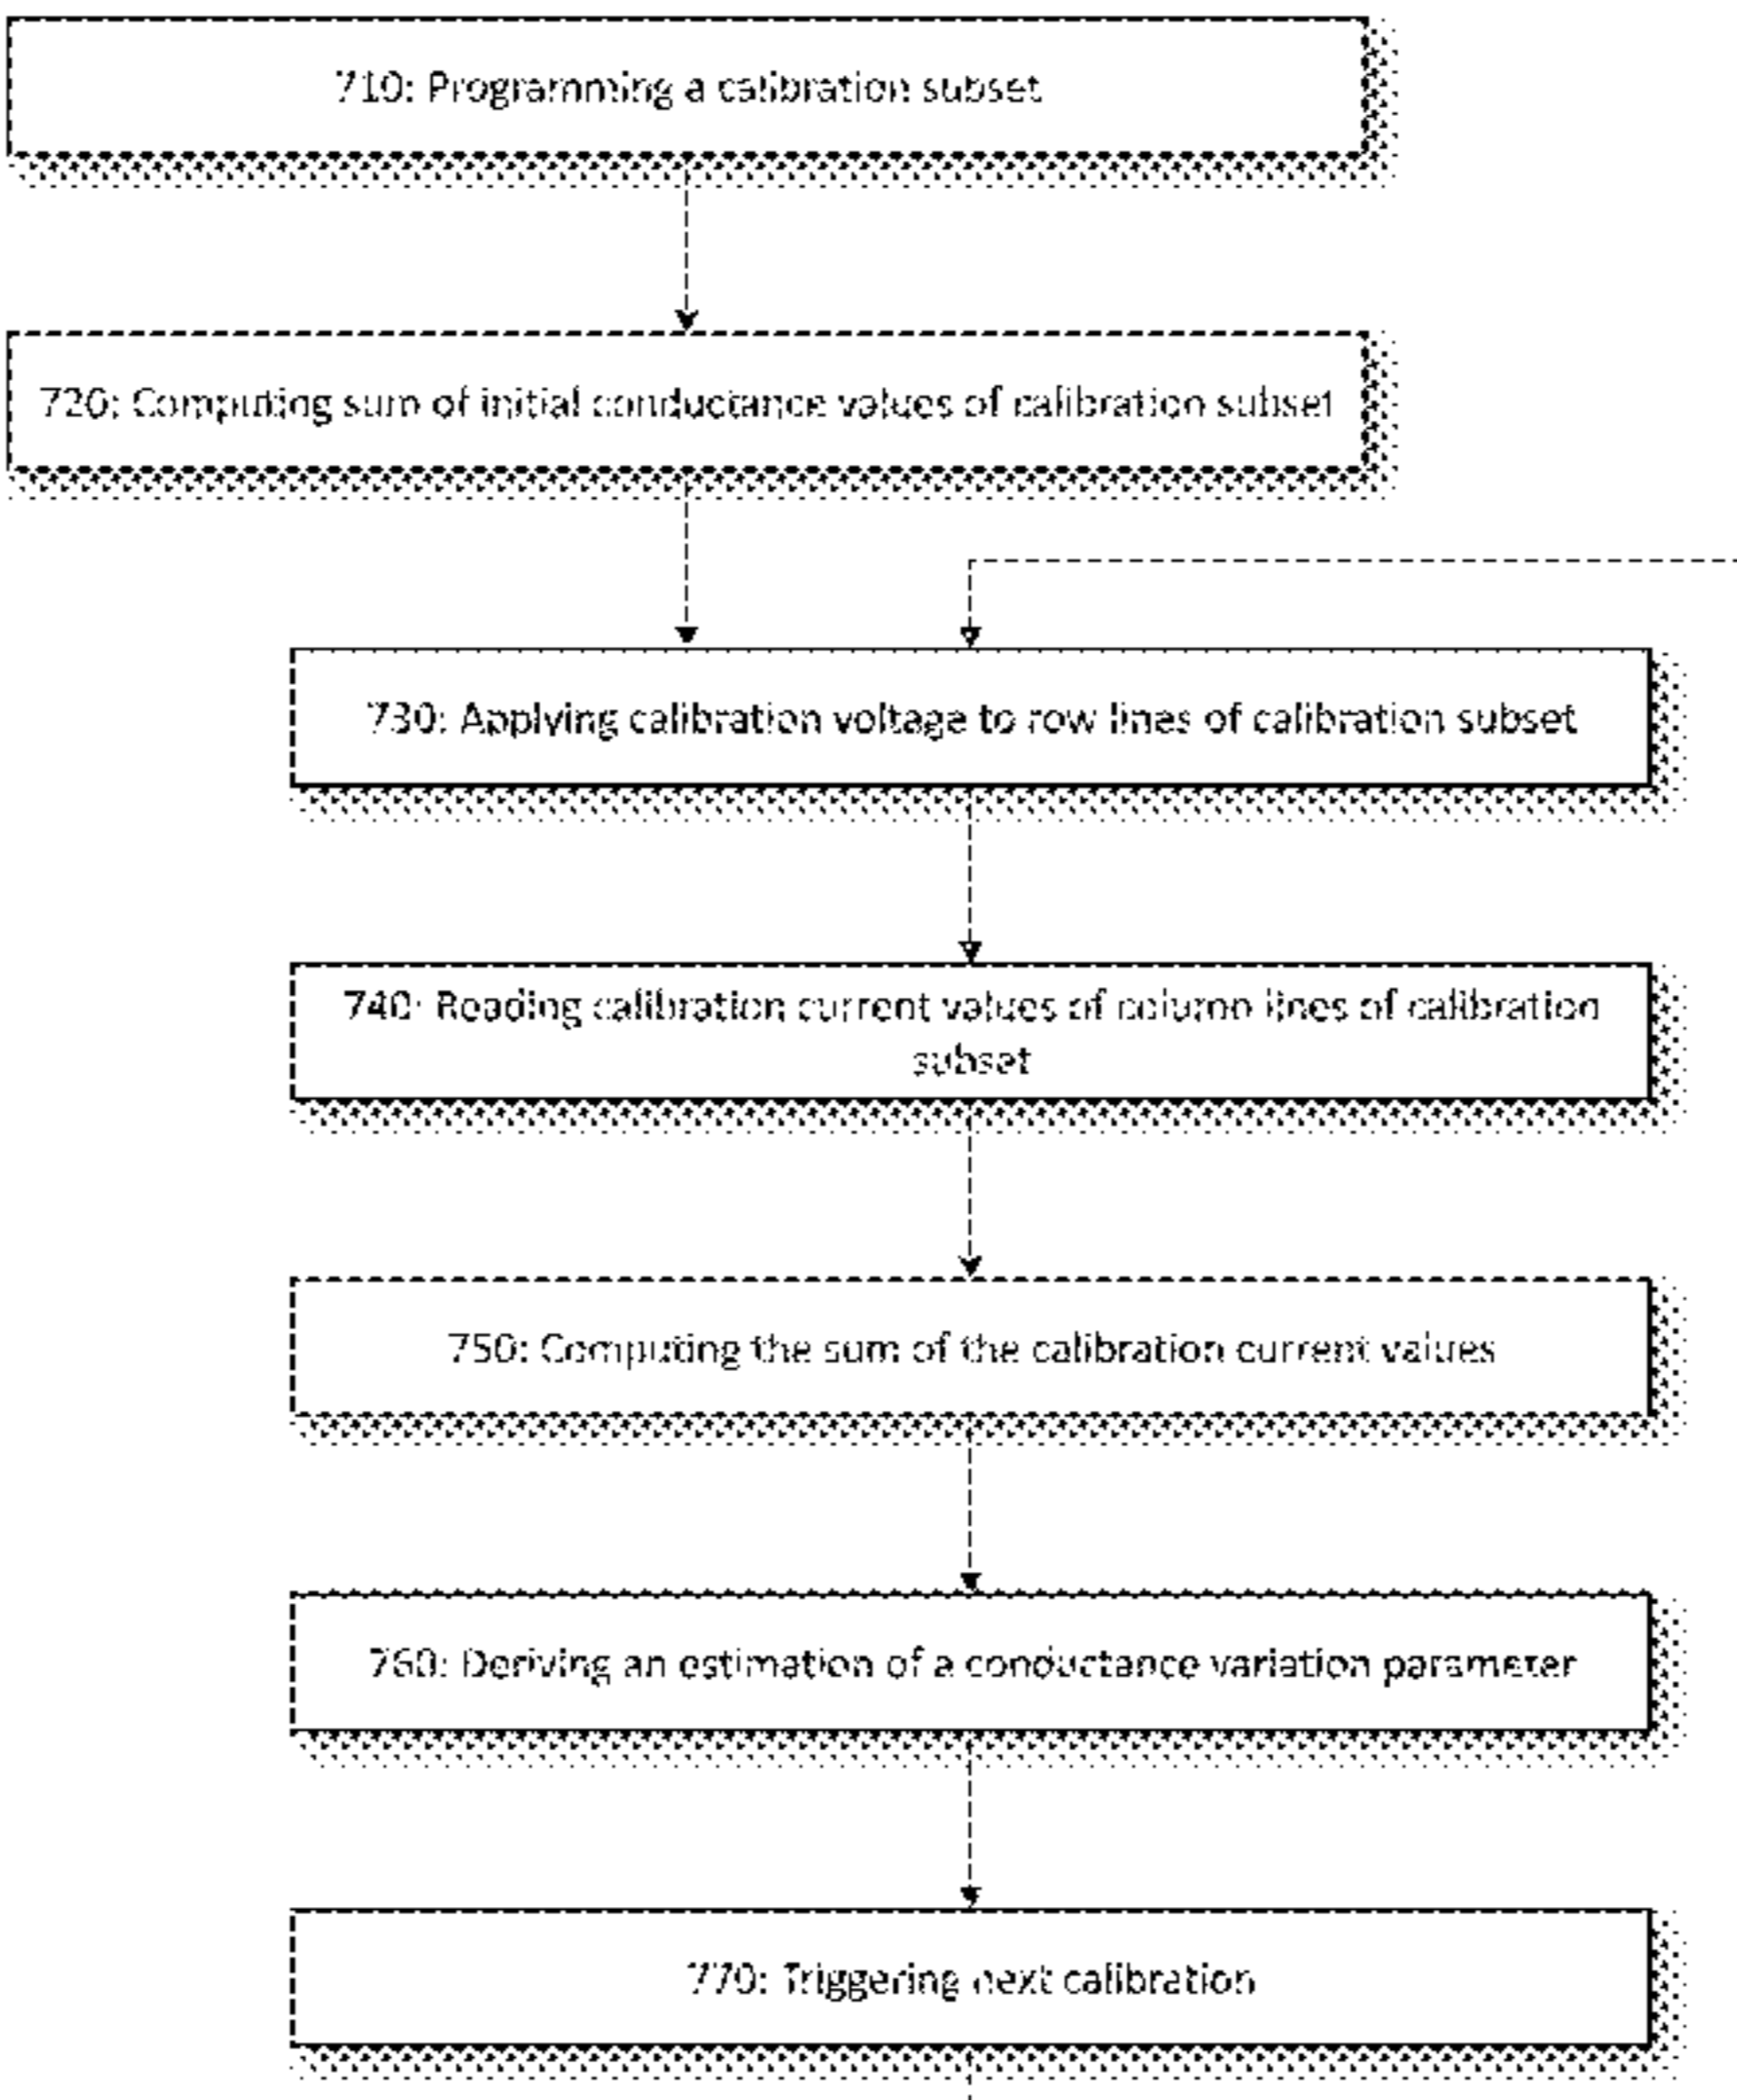 710: Programming a calibration subset
720: Computing sum of initial conductance values of calibration subset
730: Applying calibration voltage to row lines of calibration subset
740: Reading calibration current values of column lines of calibration
subset
750: Computing the sum of the calibration current values
760: Deriving an estimation of a conductance variation parameter
770: Triggering next calibration